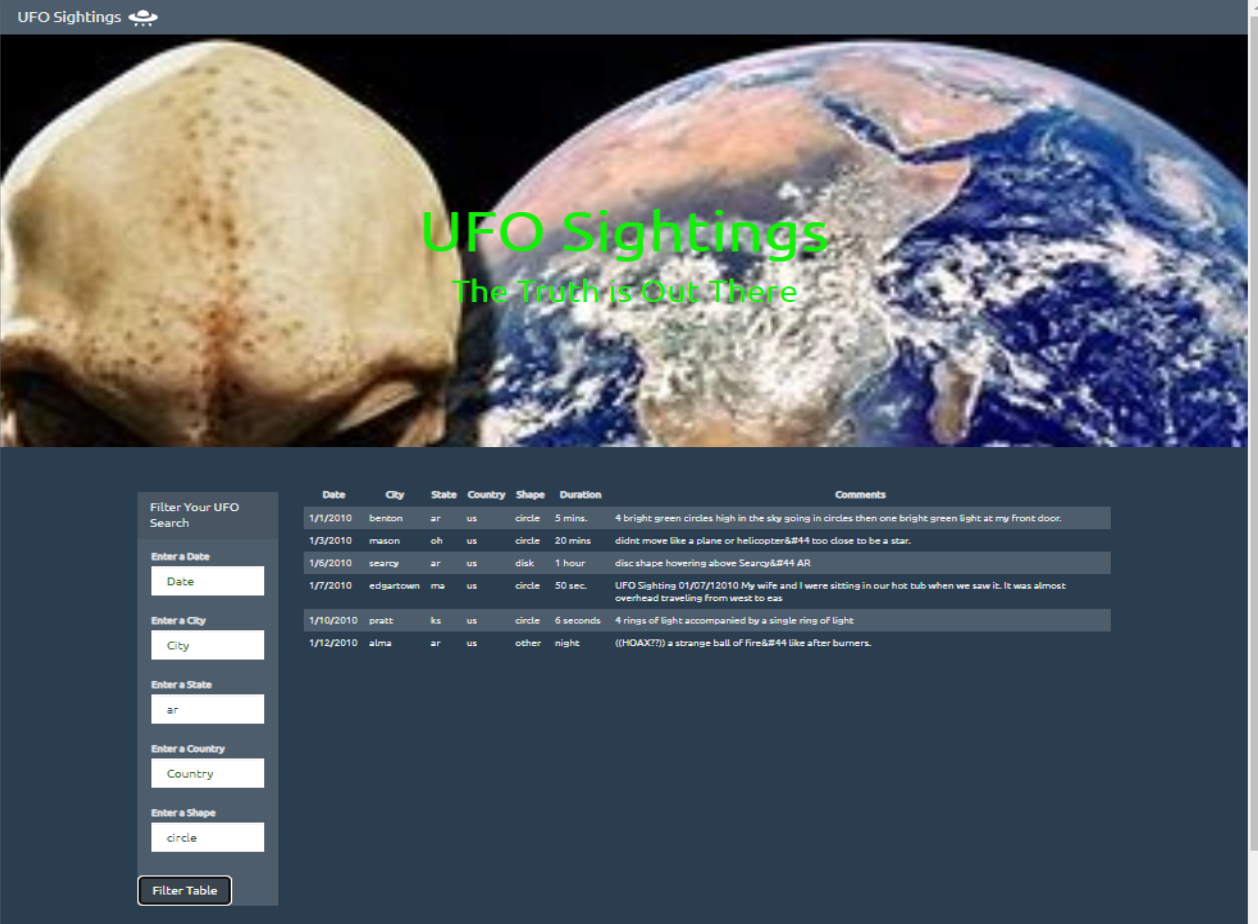 UFO Sightings
UFO Sightings
The Truth is Out There
Filter Your UFO
Search
Enter a Date
Date
Enter a City
City
Enter a State
ar
Enter a Country
Country
Enter a Shape
circle
Filter Table
Date City State Country Shape Duration Comments
1/1/2010 benton ar us circle 5 mins. 4 bright green circles high in the sky going in circles then one bright green light at my front door.
1/3/2010 mason oh us circle 20 mins didnt move like a plane or helicopter&#44 too close to be a star.
1/6/2010 searcy ar us disk 1 hour disc shape hovering above Searcy&#44 AR
1/7/2010 edgartown ma us circle 50 sec. UFO Sighting 01/07/12010 My wife and I were sitting in our hot tub when we saw it. It was almost
overhead traveling from west to eas
1/10/2010 pratt ks us circle 6 seconds 4 rings of light accompanied by a single ring of light
1/12/2010 alma ar us other night ((HOAX??)) a strange ball of fire&#44 like after burners.